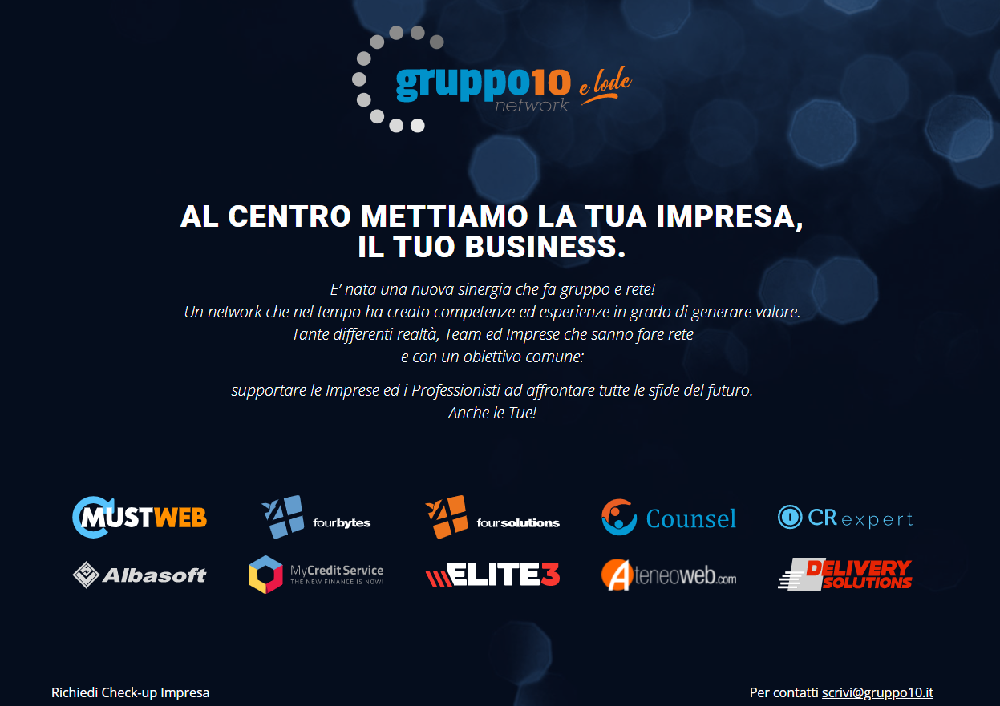 gruppo10 e lode
network
AL CENTRO METTIAMO LA TUA IMPRESA,
IL TUO BUSINESS.
E' nata una nuova sinergia che fa gruppo e rete!
Un network che nel tempo ha creato competenze ed esperienze in grado di generare valore.
Tante differenti realtà, Team ed Imprese che sanno fare rete
e con un obiettivo comune:
supportare le Imprese ed i Professionisti ad affrontare tutte le sfide del futuro.
Anche le Tue!
MUSTWEB
4 fourbytes
4 foursolutions
Counsel
CR expert
Albasoft
MyCredit Service
THE NEW FINANCE IS NOW!
ELITE3
Ateneoweb.com
DELIVERY
SOLUTIONS
Richiedi Check-up Impresa
Per contatti scrivi@gruppo10.it